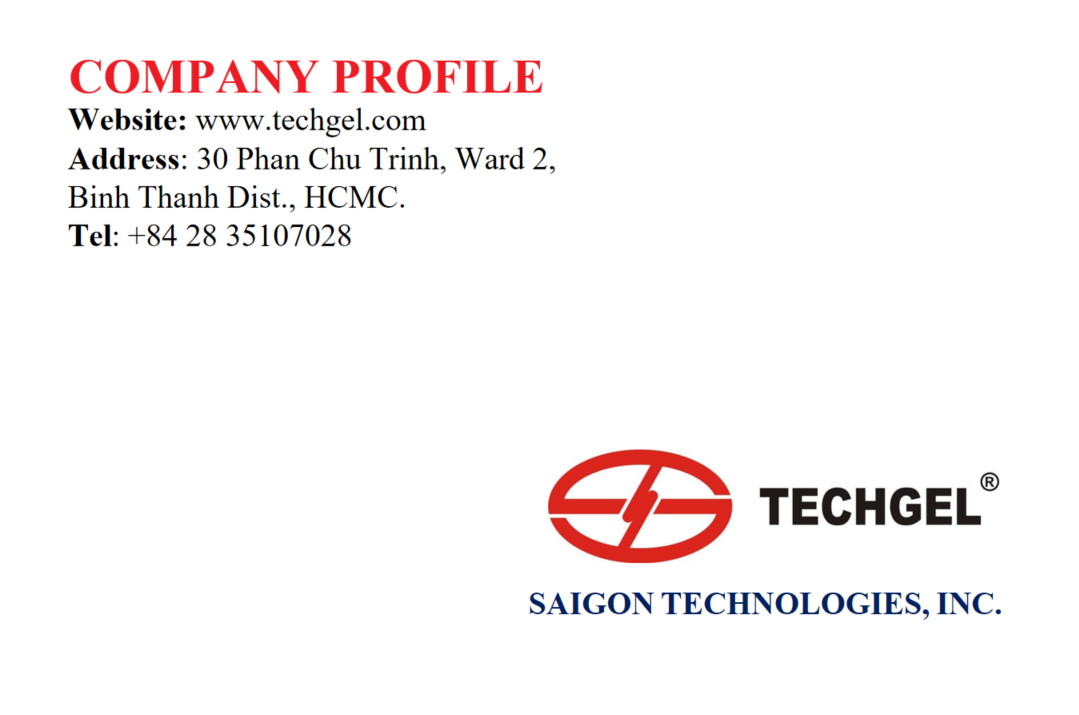 COMPANY PROFILE
Website: www.techgel.com
Address: 30 Phan Chu Trinh, Ward 2,
Binh Thanh Dist., HCMC.
Tel: +84 28 35107028
TECHGEL®
SAIGON TECHNOLOGIES, INC.